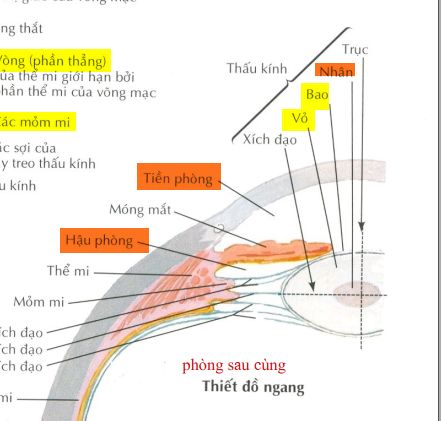 ng thất
Vòng (phần thẳng)
của thể mi giới hạn bởi
phần thể mi của võng mạc
Các mỏm mi
ác sợi của
y treo thấu kính
u kính
Trục
Thấu kính
Nhân
Bao
Vỏ
Xích đạo
Tiền phòng
Móng mắt
Hậu phòng
Thể mi
Mỏm mi
ích đạo
ích đạo
ích đạo
mi
phòng sau cùng
Thiết đồ ngang